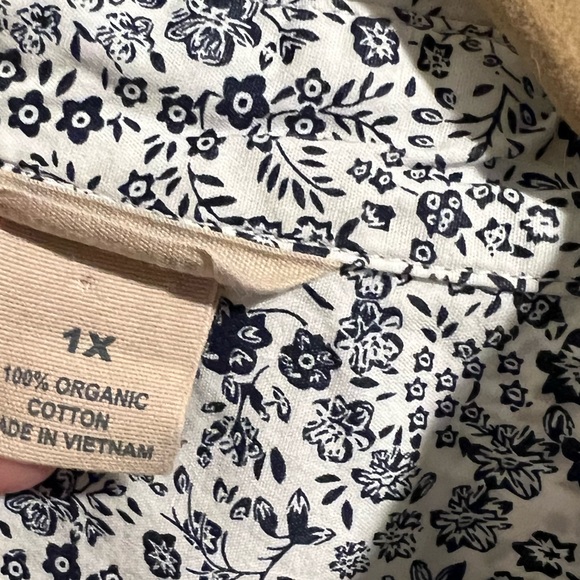 1X
100% ORGANIC
COTTON
ADE IN VIETNAM